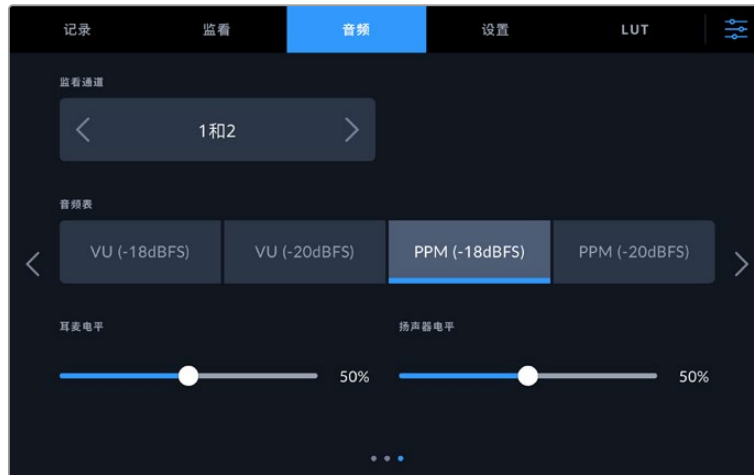 记录 监看 音频 设置 LUT
监看通道
1和2
音频表
VU (-18dBFS) VU (-20dBFS) PPM (-18dBFS) PPM (-20dBFS)
耳麦电平 扬声器电平
50% 50%